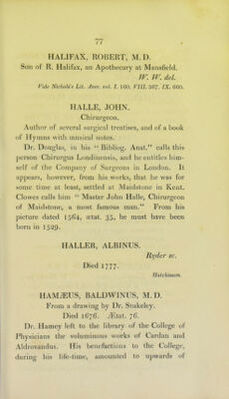 77
HALIFAX, ROBERT, M. D.
Son of R. Halifax, an Apothecary at Mansfield.
W. W. del.
Vide Nichols's Lit. Anec. vol. I. 160. VIII. 367. IX. 660.
HALLE, JOHN.
Chirurgeon.
Author of several surgical treatises, and of a book
of Hymns with musical notes.
Dr. Douglas, in his “ Bibliog. Anat.” calls this
person Chirurgus Londinensis, and he entitles him-
self of the Company of Surgeons in London. It
appears, however, from his works, that he was for
some time at least, settled at Maidstone in Kent.
Clowes calls him “ Master John Halle, Chirurgeon
of Maidstone, a most famous man.” From his
picture dated 1564, ætat. 35, he must have been
born in 1529.
HALLER, ALBINUS.
Ryder sc.
Died 1777.
Hutchinson.
HAMÆUS, BALDWINUS, M. D.
From a drawing by Dr. Stukeley.
Died 1676. Ætat. 76.
Dr. Hamey left to the library of the College of
Physicians the voluminous works of Cardan and
Aldrovandus. His benefactions to the College,
during his life-time, amounted to upwards of